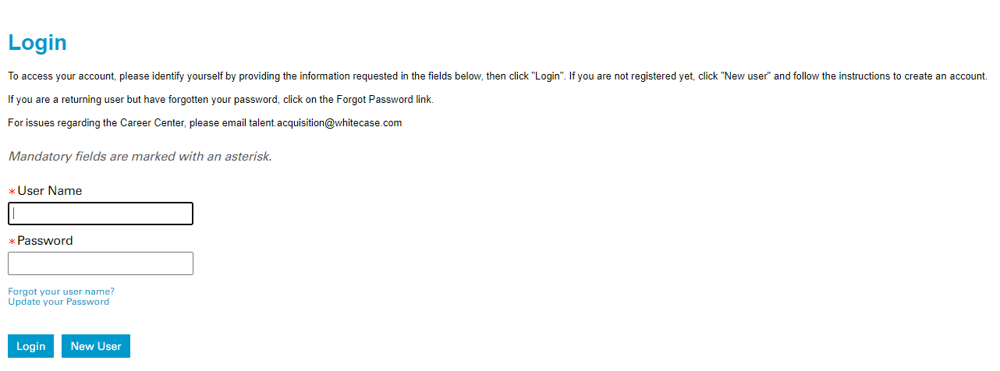 Login
To access your account, please identify yourself by providing the information requested in the fields below, then click "Login". If you are not registered yet, click "New user" and follow the instructions to create an account.
If you are a returning user but have forgotten your password, click on the Forgot Password link.
For issues regarding the Career Center, please email talent.acquisition@whitecase.com
Mandatory fields are marked with an asterisk.
*User Name
*Password
Forgot your user name?
Update your Password
Login New User